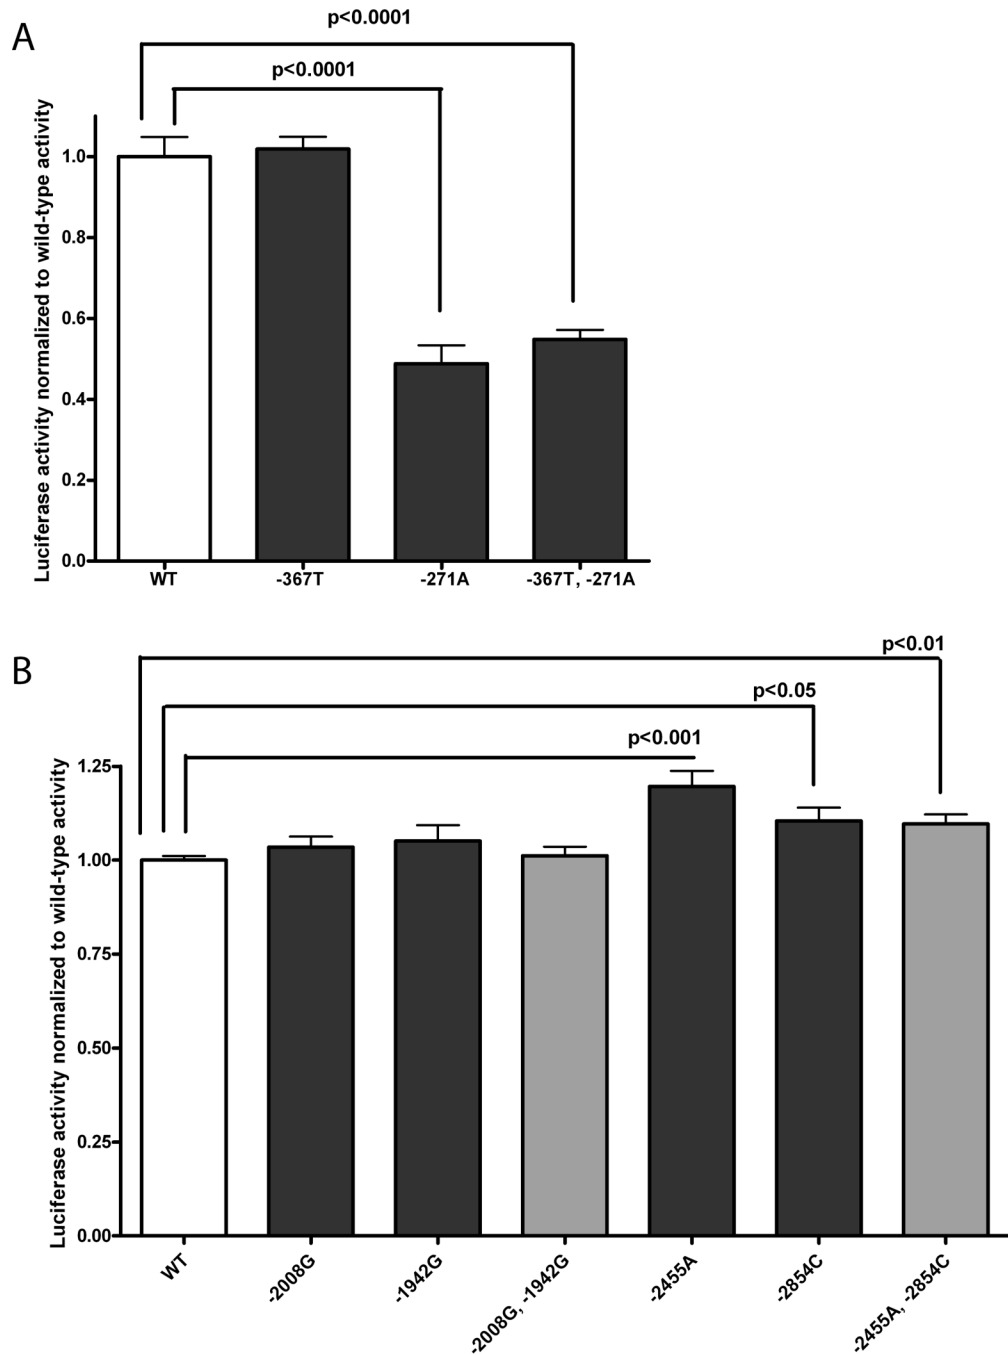 A
p<0.0001
p<0.0001
Luciferase activity normalized to wild-type activity
1.0
0.8
0.6
0.4
0.2
0.0
WT
-367T
-271A
-367T, -271A
B
p<0.01
p<0.05
p<0.001
Luciferase activity normalized to wild-type activity
1.25
1.00
0.75
0.50
0.25
0.00
WT
-2008G
-1942G
-2008G, -1942G
-2455A
-2854C
-2455A, -2854C